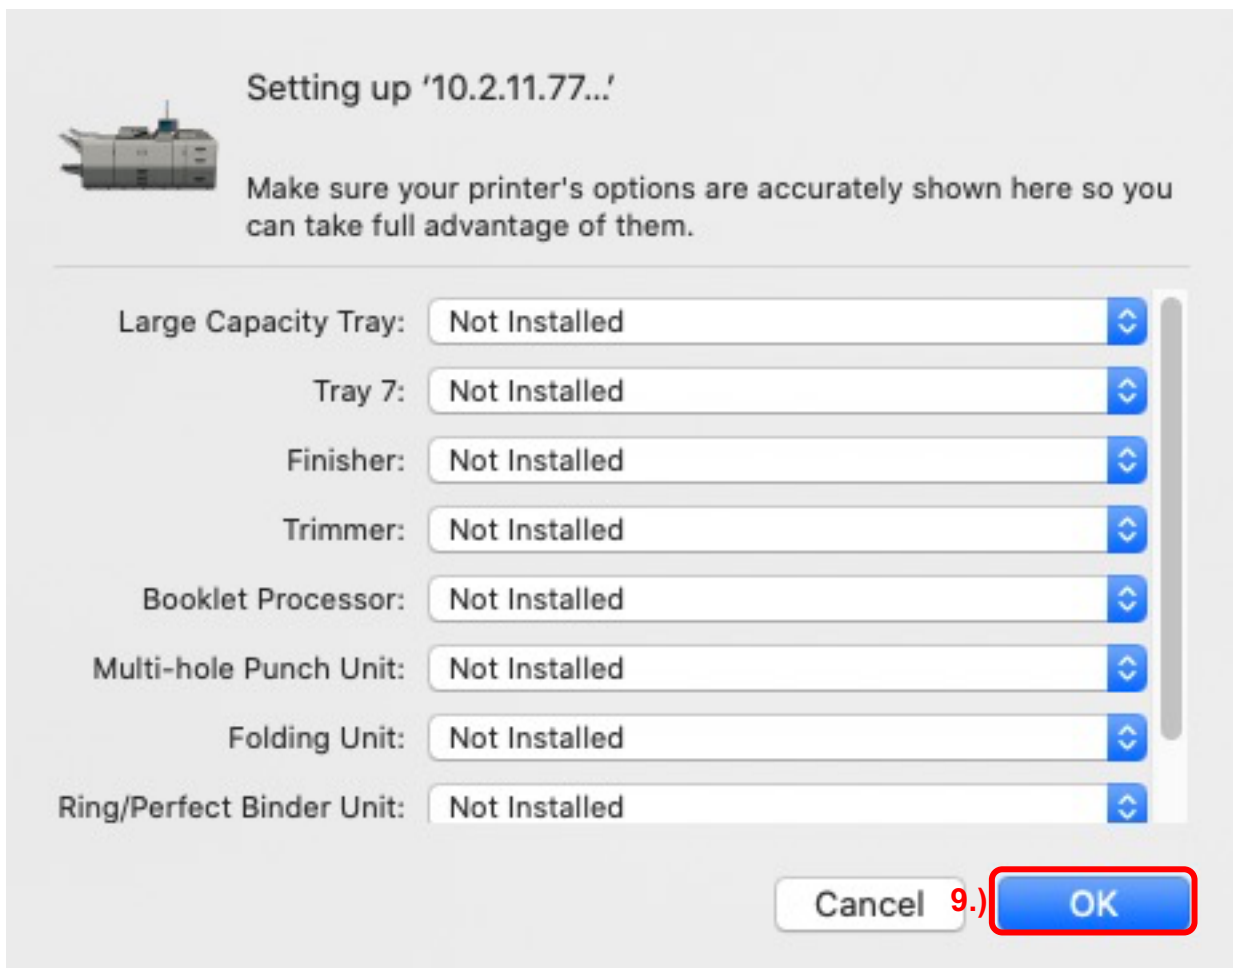 Setting up ‘10.2.11.77...’
Make sure your printer's options are accurately shown here so you
can take full advantage of them.
Large Capacity Tray: Not Installed
Tray 7: Not Installed
Finisher: Not Installed
Trimmer: Not Installed
Booklet Processor: Not Installed
Multi-hole Punch Unit: Not Installed
Folding Unit: Not Installed
Ring/Perfect Binder Unit: Not Installed
Cancel 9.) OK